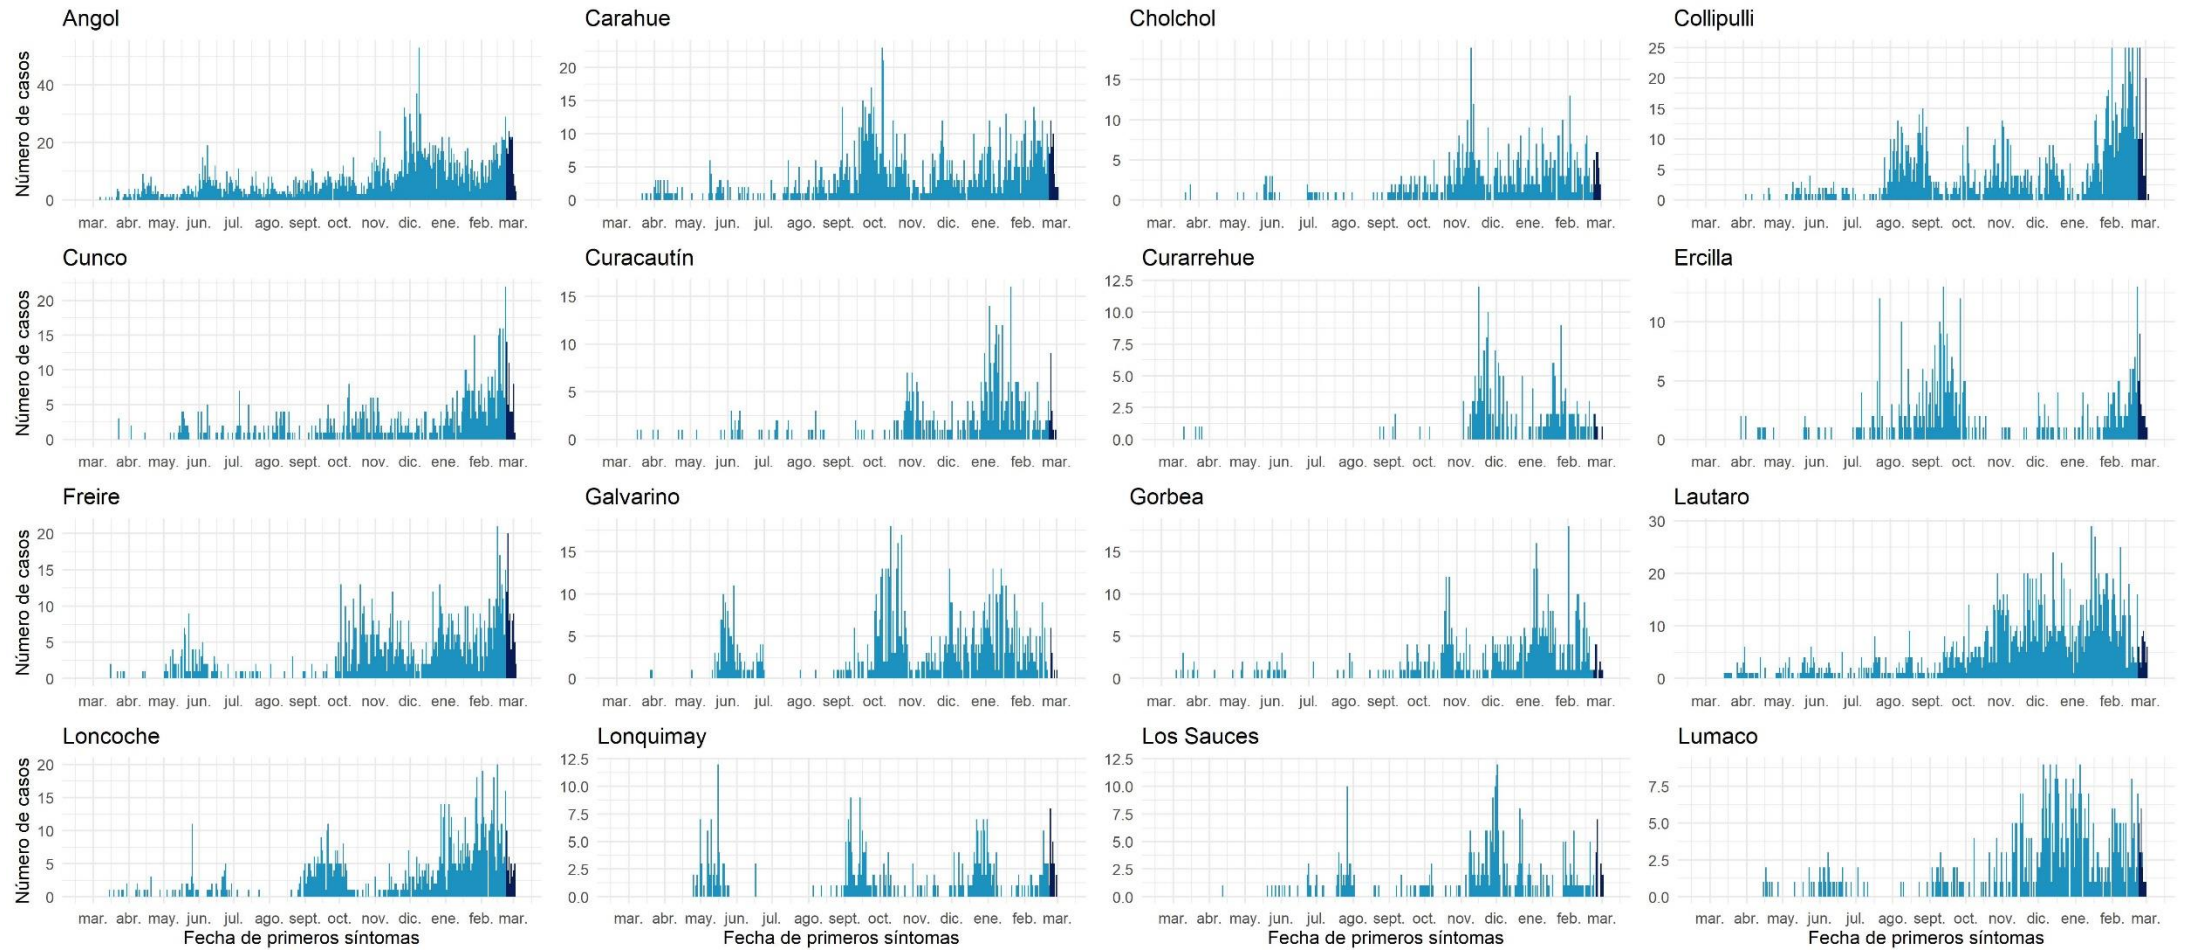 Angol
Carahue
Cholchol
Collipulli
Número de casos
40
20
0
20
15
10
5
0
15
10
5
0
25
20
15
10
5
0
mar. abr. may. jun. jul. ago. sept. oct. nov. dic. ene. feb. mar.
mar. abr. may. jun. jul. ago. sept. oct. nov. dic. ene. feb. mar.
mar. abr. may. jun. jul. ago. sept. oct. nov. dic. ene. feb. mar.
mar. abr. may. jun. jul. ago. sept. oct. nov. dic. ene. feb. mar.
Cunco
Curacautín
Curarrehue
Ercilla
Número de casos
20
15
10
5
0
15
10
5
0
12.5
10.0
7.5
5.0
2.5
0.0
10
5
0
mar. abr. may. jun. jul. ago. sept. oct. nov. dic. ene. feb. mar.
mar. abr. may. jun. jul. ago. sept. oct. nov. dic. ene. feb. mar.
mar. abr. may. jun. jul. ago. sept. oct. nov. dic. ene. feb. mar.
mar. abr. may. jun. jul. ago. sept. oct. nov. dic. ene. feb. mar.
Freire
Galvarino
Gorbea
Lautaro
Número de casos
20
15
10
5
0
15
10
5
0
15
10
5
0
30
20
10
0
mar. abr. may. jun. jul. ago. sept. oct. nov. dic. ene. feb. mar.
mar. abr. may. jun. jul. ago. sept. oct. nov. dic. ene. feb. mar.
mar. abr. may. jun. jul. ago. sept. oct. nov. dic. ene. feb. mar.
mar. abr. may. jun. jul. ago. sept. oct. nov. dic. ene. feb. mar.
Loncoche
Lonquimay
Los Sauces
Lumaco
Número de casos
20
15
10
5
0
12.5
10.0
7.5
5.0
2.5
0.0
12.5
10.0
7.5
5.0
2.5
0.0
7.5
5.0
2.5
0.0
mar. abr. may. jun. jul. ago. sept. oct. nov. dic. ene. feb. mar.
mar. abr. may. jun. jul. ago. sept. oct. nov. dic. ene. feb. mar.
mar. abr. may. jun. jul. ago. sept. oct. nov. dic. ene. feb. mar.
mar. abr. may. jun. jul. ago. sept. oct. nov. dic. ene. feb. mar.
Fecha de primeros síntomas
Fecha de primeros síntomas
Fecha de primeros síntomas
Fecha de primeros síntomas